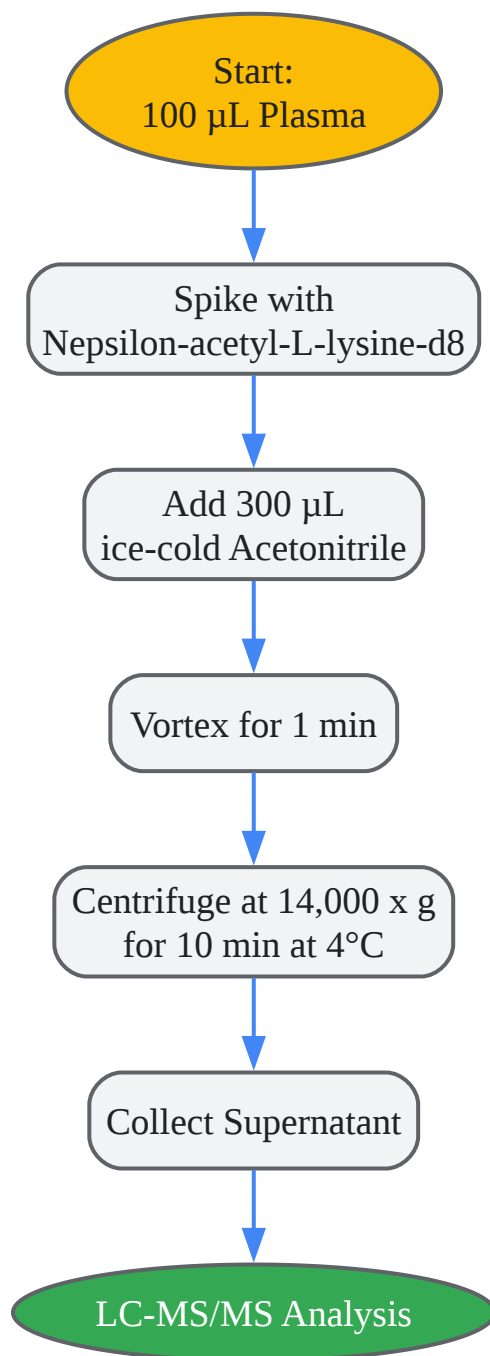 Start:
100 µL Plasma
Spike with
Nepsilon-acetyl-L-lysine-d8
Add 300 µL
ice-cold Acetonitrile
Vortex for 1 min
Centrifuge at 14,000 x g
for 10 min at 4°C
Collect Supernatant
LC-MS/MS Analysis